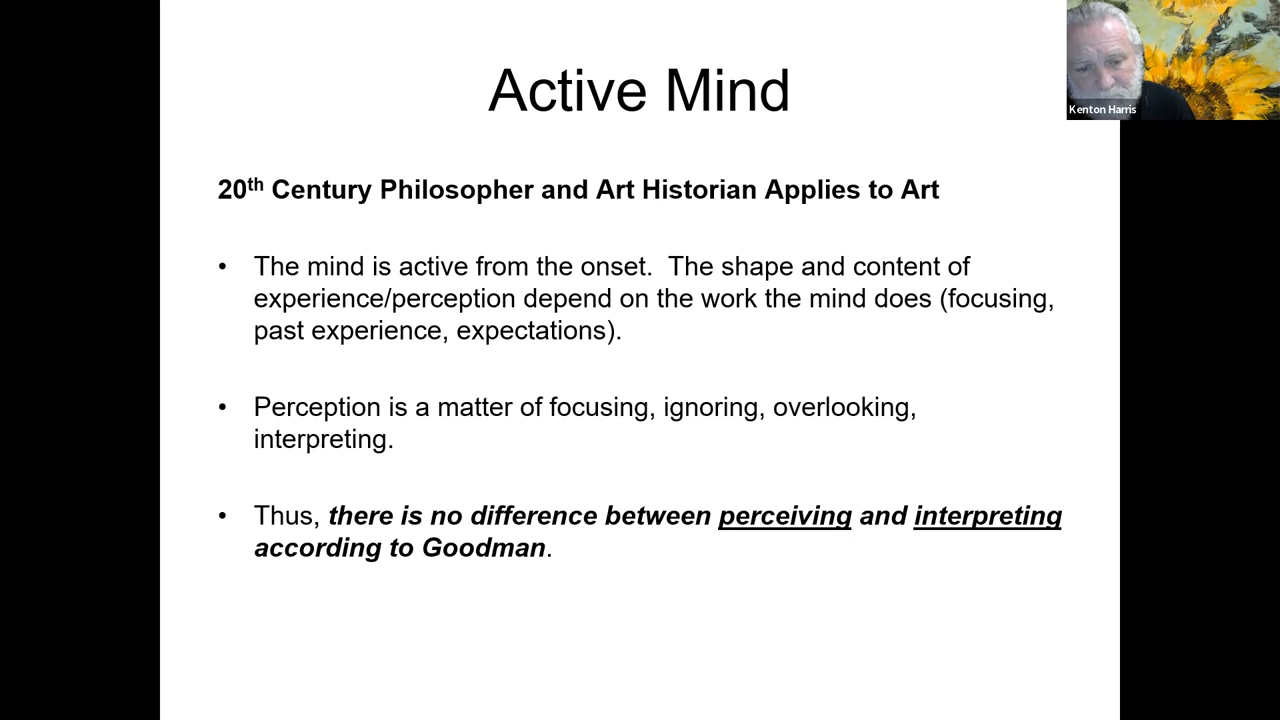 Active Mind
Kenton Harris
20th Century Philosopher and Art Historian Applies to Art
• The mind is active from the onset.  The shape and content of
experience/perception depend on the work the mind does (focusing,
past experience, expectations).
• Perception is a matter of focusing, ignoring, overlooking,
interpreting.
• Thus, there is no difference between perceiving and interpreting
according to Goodman.